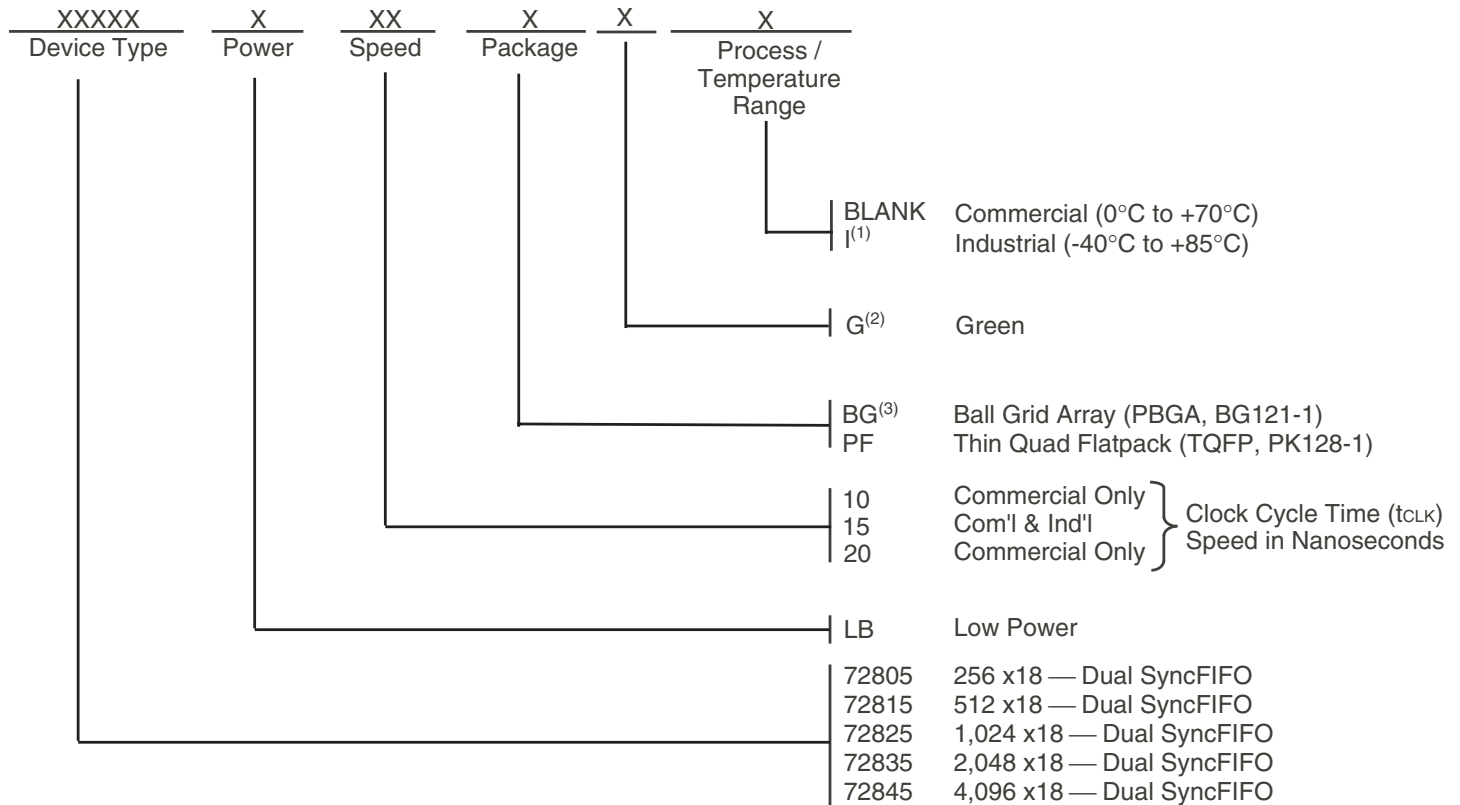 XXXXX X XX X X X
Device Type Power Speed Package Process /
Temperature
Range
BLANK Commercial (0°C to +70°C)
I(1) Industrial (-40°C to +85°C)
G(2) Green
BG(3) Ball Grid Array (PBGA, BG121-1)
PF Thin Quad Flatpack (TQFP, PK128-1)
10 Commercial Only
15 Com'l & Ind'l
20 Commercial Only
Clock Cycle Time (tCLK)
Speed in Nanoseconds
LB Low Power
72805 256 x18 — Dual SyncFIFO
72815 512 x18 — Dual SyncFIFO
72825 1,024 x18 — Dual SyncFIFO
72835 2,048 x18 — Dual SyncFIFO
72845 4,096 x18 — Dual SyncFIFO